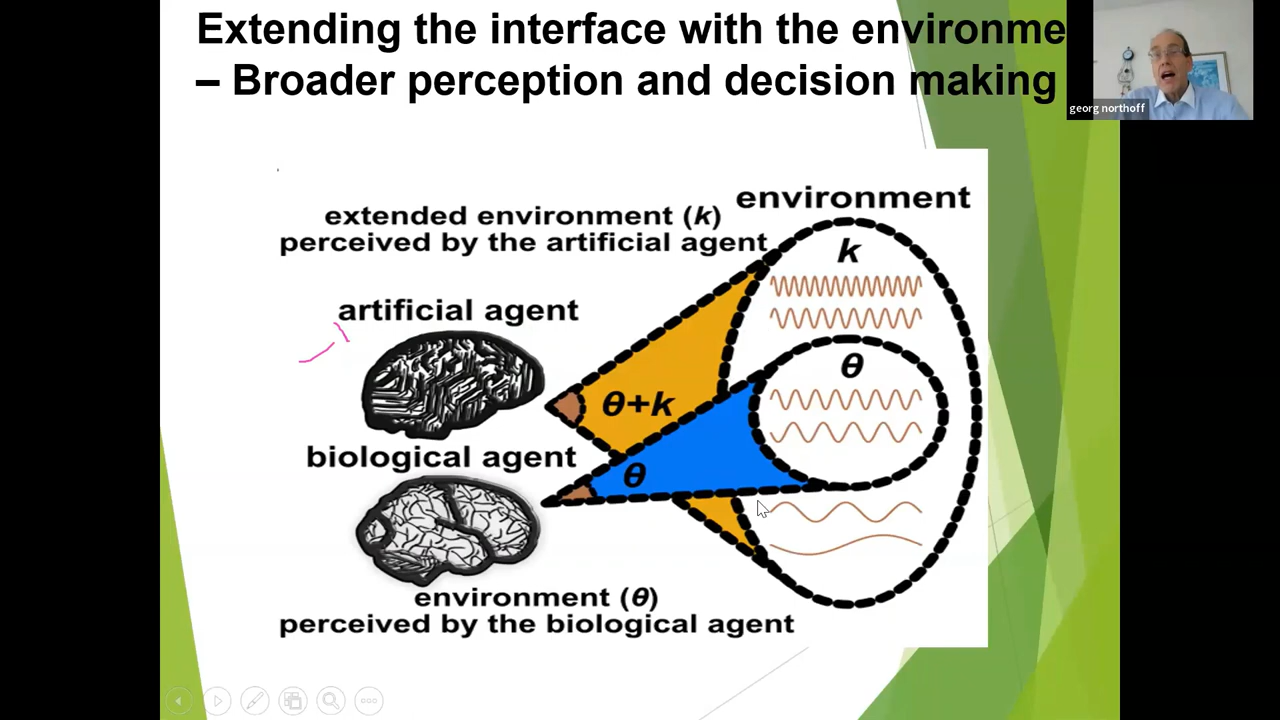 Extending the interface with the environme
– Broader perception and decision making
georg northoff
environment
extended environment (k)
perceived by the artificial agent
k
artificial agent
θ
θ+k
biological agent
θ
environment (θ)
perceived by the biological agent